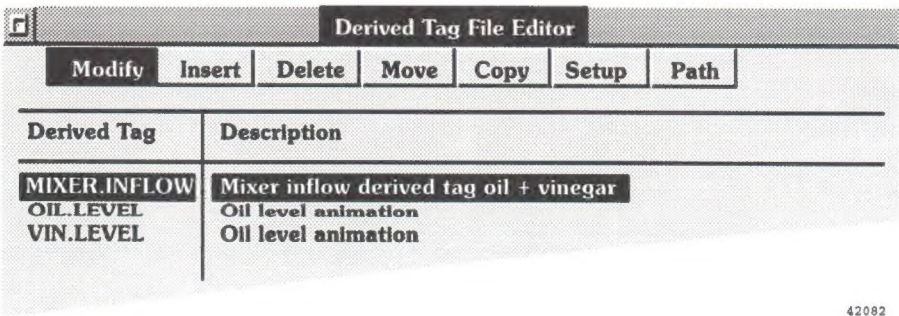 Derived Tag File Editor
Modify Insert Delete Move Copy Setup Path
Derived Tag Description
MIXER.INFLOW Mixer inflow derived tag oil + vinegar
OIL.LEVEL Oil level animation
VIN.LEVEL Oil level animation
42082